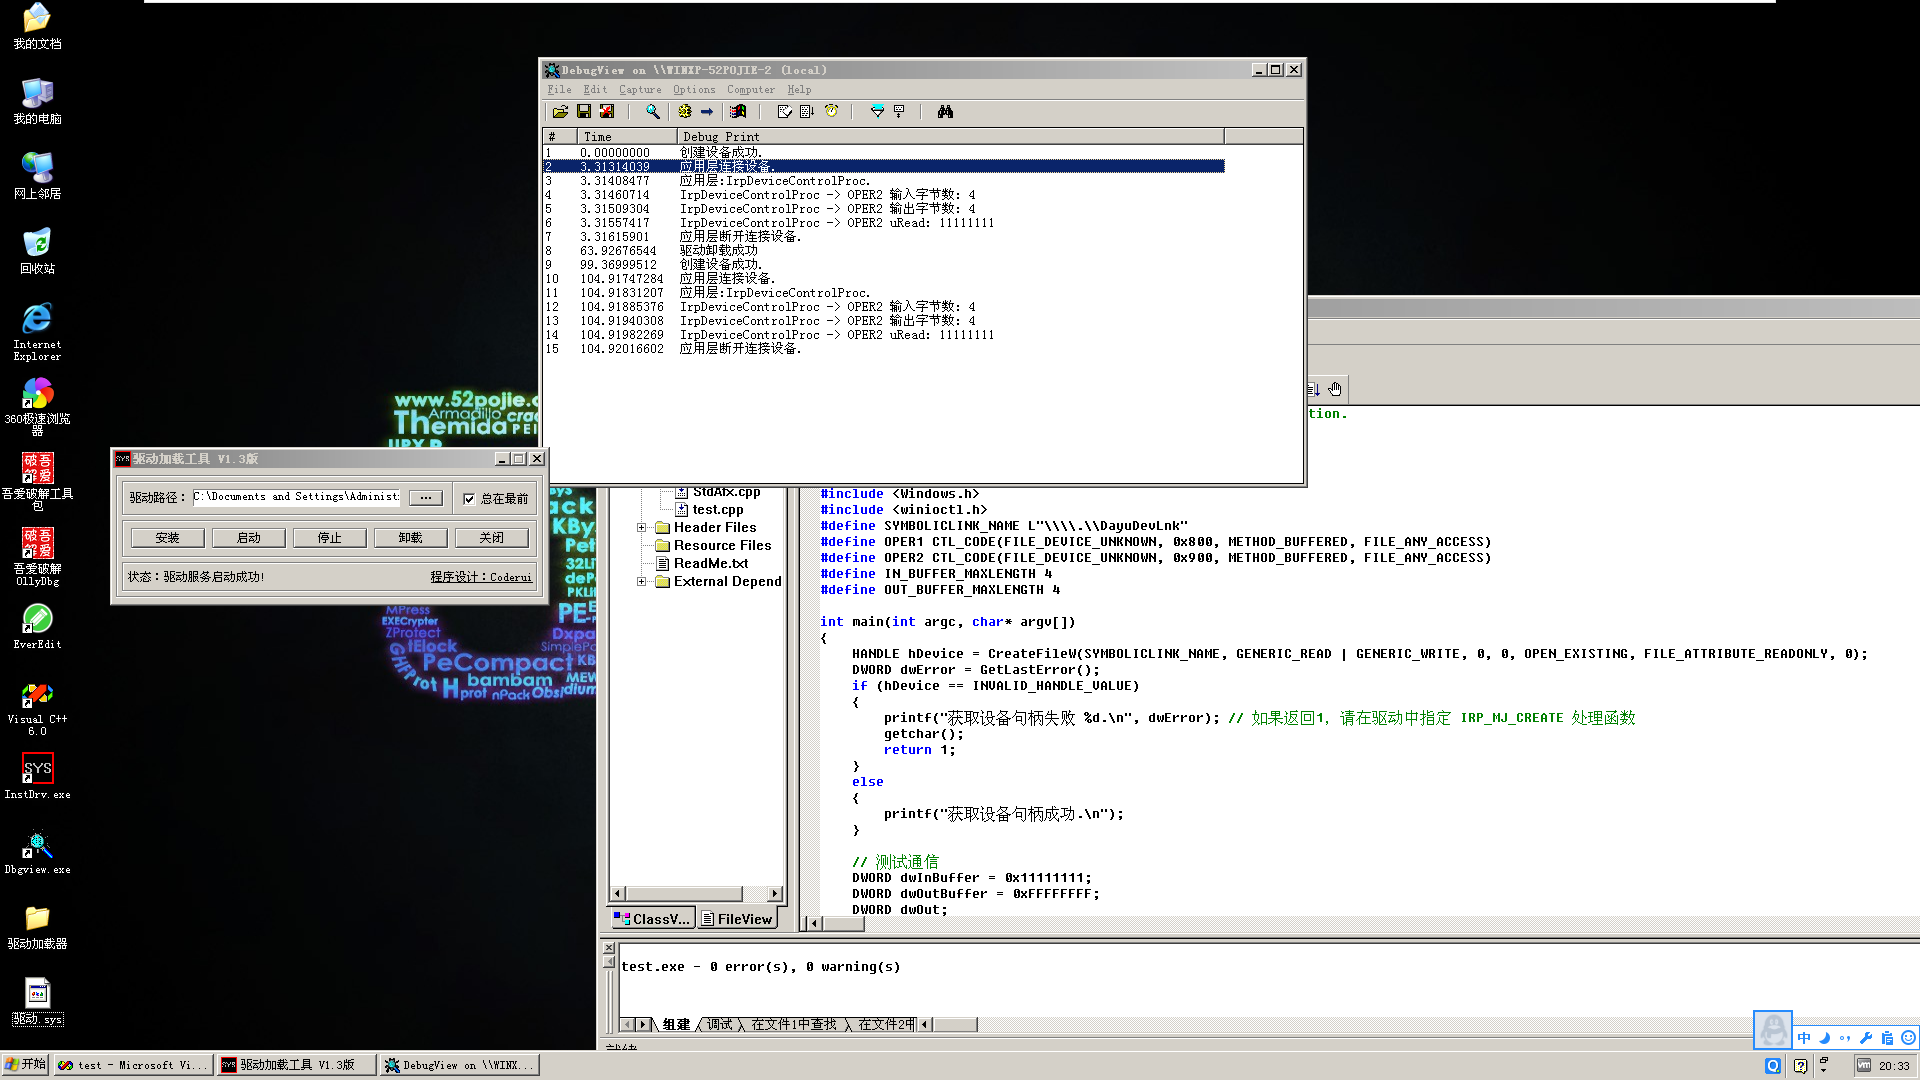 我的文档
我的电脑
网上邻居
回收站
Internet
Explorer
360极速浏览
器
吾爱破解工具
包
吾爱破解
OllyDbg
EverEdit
Visual C++
6.0
SYS
InstDrv.exe
Dbgview.exe
驱动加载器
驱动.sys
www.52pojie.c
Armadillo
Themida
DebugView on \\WINXP-52POJIE-2 (local)
File Edit Capture Options Computer Help
# Time Debug Print
1 0.00000000 创建设备成功.
2 3.31314039 应用层连接设备.
3 3.31408477 应用层:IrpDeviceControlProc.
4 3.31460714 IrpDeviceControlProc -> OPER2 输入字节数: 4
5 3.31509304 IrpDeviceControlProc -> OPER2 输出字节数: 4
6 3.31557417 IrpDeviceControlProc -> OPER2 uRead: 11111111
7 3.31615901 应用层断开连接设备.
8 63.92676544 驱动卸载成功
9 99.36999512 创建设备成功.
10 104.91747284 应用层连接设备.
11 104.91831207 应用层:IrpDeviceControlProc.
12 104.91885376 IrpDeviceControlProc -> OPER2 输入字节数: 4
13 104.91940308 IrpDeviceControlProc -> OPER2 输出字节数: 4
14 104.91982269 IrpDeviceControlProc -> OPER2 uRead: 11111111
15 104.92016602 应用层断开连接设备.
驱动加载工具 V1.3版
驱动路径： C:\Documents and Settings\Administ ... 总在最前
安装 启动 停止 卸载 关闭
状态：驱动服务启动成功! 程序设计：Coderui
MPress
EXECrypter
ZProtect
tElock
PeCompact
bambam
nPack
StdAfx.cpp
test.cpp
Header Files
Resource Files
ReadMe.txt
External Depend
ClassV... FileView
tion.
#include <Windows.h>
#include <winioctl.h>
#define SYMBOLICLINK_NAME L"\\\\.\\DayuDevLnk"
#define OPER1 CTL_CODE(FILE_DEVICE_UNKNOWN, 0x800, METHOD_BUFFERED, FILE_ANY_ACCESS)
#define OPER2 CTL_CODE(FILE_DEVICE_UNKNOWN, 0x900, METHOD_BUFFERED, FILE_ANY_ACCESS)
#define IN_BUFFER_MAXLENGTH 4
#define OUT_BUFFER_MAXLENGTH 4
int main(int argc, char* argv[])
{
HANDLE hDevice = CreateFileW(SYMBOLICLINK_NAME, GENERIC_READ | GENERIC_WRITE, 0, 0, OPEN_EXISTING, FILE_ATTRIBUTE_READONLY, 0);
DWORD dwError = GetLastError();
if (hDevice == INVALID_HANDLE_VALUE)
{
printf("获取设备句柄失败 %d.\n", dwError); // 如果返回1, 请在驱动中指定 IRP_MJ_CREATE 处理函数
getchar();
return 1;
}
else
{
printf("获取设备句柄成功.\n");
}
// 测试通信
DWORD dwInBuffer = 0x11111111;
DWORD dwOutBuffer = 0xFFFFFFFF;
DWORD dwOut;
test.exe - 0 error(s), 0 warning(s)
组建 调试 在文件1中查找 在文件2中
中
开始 test - Microsoft Vi... 驱动加载工具 V1.3版 DebugView on \\WINX...
20:33